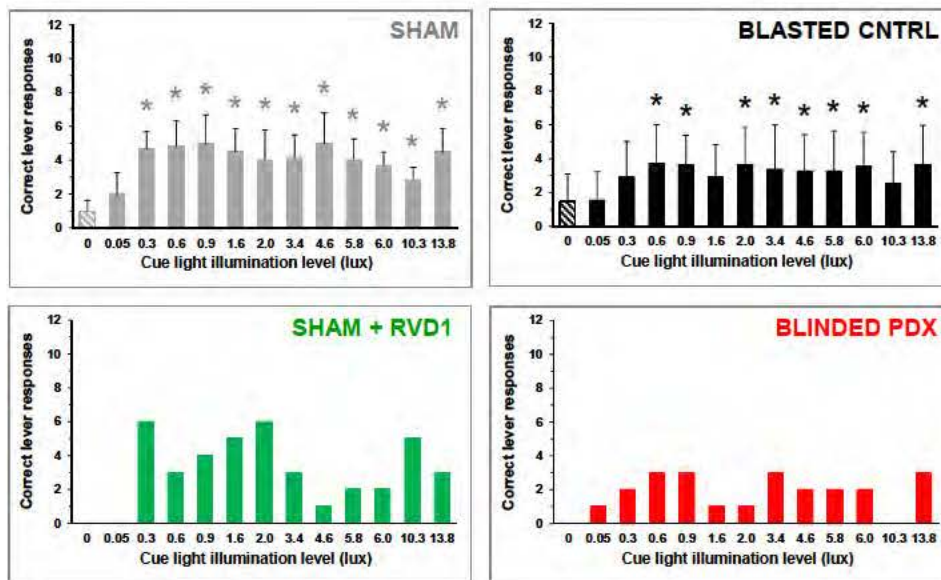 SHAM
Correct lever responses
12
10
8
6
4
2
0
* * * * * * * * * * *
0 0.05 0.3 0.6 0.9 1.6 2.0 3.4 4.6 5.8 6.0 10.3 13.8
Cue light illumination level (lux)
BLASTED CNTRL
Correct lever responses
12
10
8
6
4
2
0
* * * * * * * *
0 0.05 0.3 0.6 0.9 1.6 2.0 3.4 4.6 5.8 6.0 10.3 13.8
Cue light illumination level (lux)
SHAM + RVD1
Correct lever responses
12
10
8
6
4
2
0
0 0.05 0.3 0.6 0.9 1.6 2.0 3.4 4.6 5.8 6.0 10.3 13.8
Cue light illumination level (lux)
BLINDED PDX
Correct lever responses
12
10
8
6
4
2
0
0 0.05 0.3 0.6 0.9 1.6 2.0 3.4 4.6 5.8 6.0 10.3 13.8
Cue light illumination level (lux)